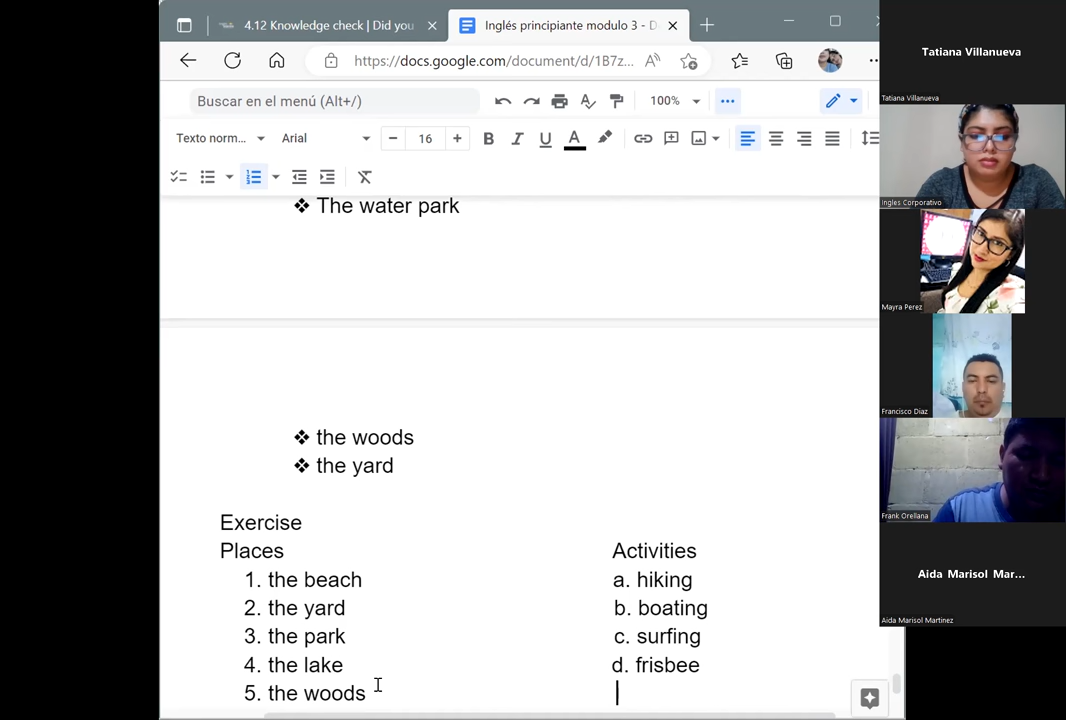 4.12 Knowledge check | Did you
Inglés principiante modulo 3 - D
https://docs.google.com/document/d/1B7z...
Buscar en el menú (Alt+/)
100%
Texto norm...
Arial
16
❖ The water park
❖ the woods
❖ the yard
Exercise
Places Activities
1. the beach a. hiking
2. the yard b. boating
3. the park c. surfing
4. the lake d. frisbee
5. the woods
Tatiana Villanueva
Tatiana Villanueva
Ingles Corporativo
Mayra Perez
Francisco Diaz
Frank Orellana
Aida Marisol Mar...
Aida Marisol Martinez